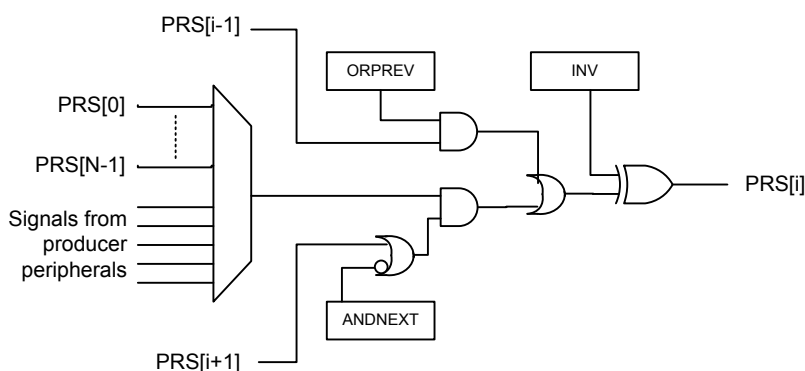 PRS[i-1]
ORPREV
INV
PRS[0]
PRS[N-1]
PRS[i]
Signals from
producer
peripherals
ANDNEXT
PRS[i+1]